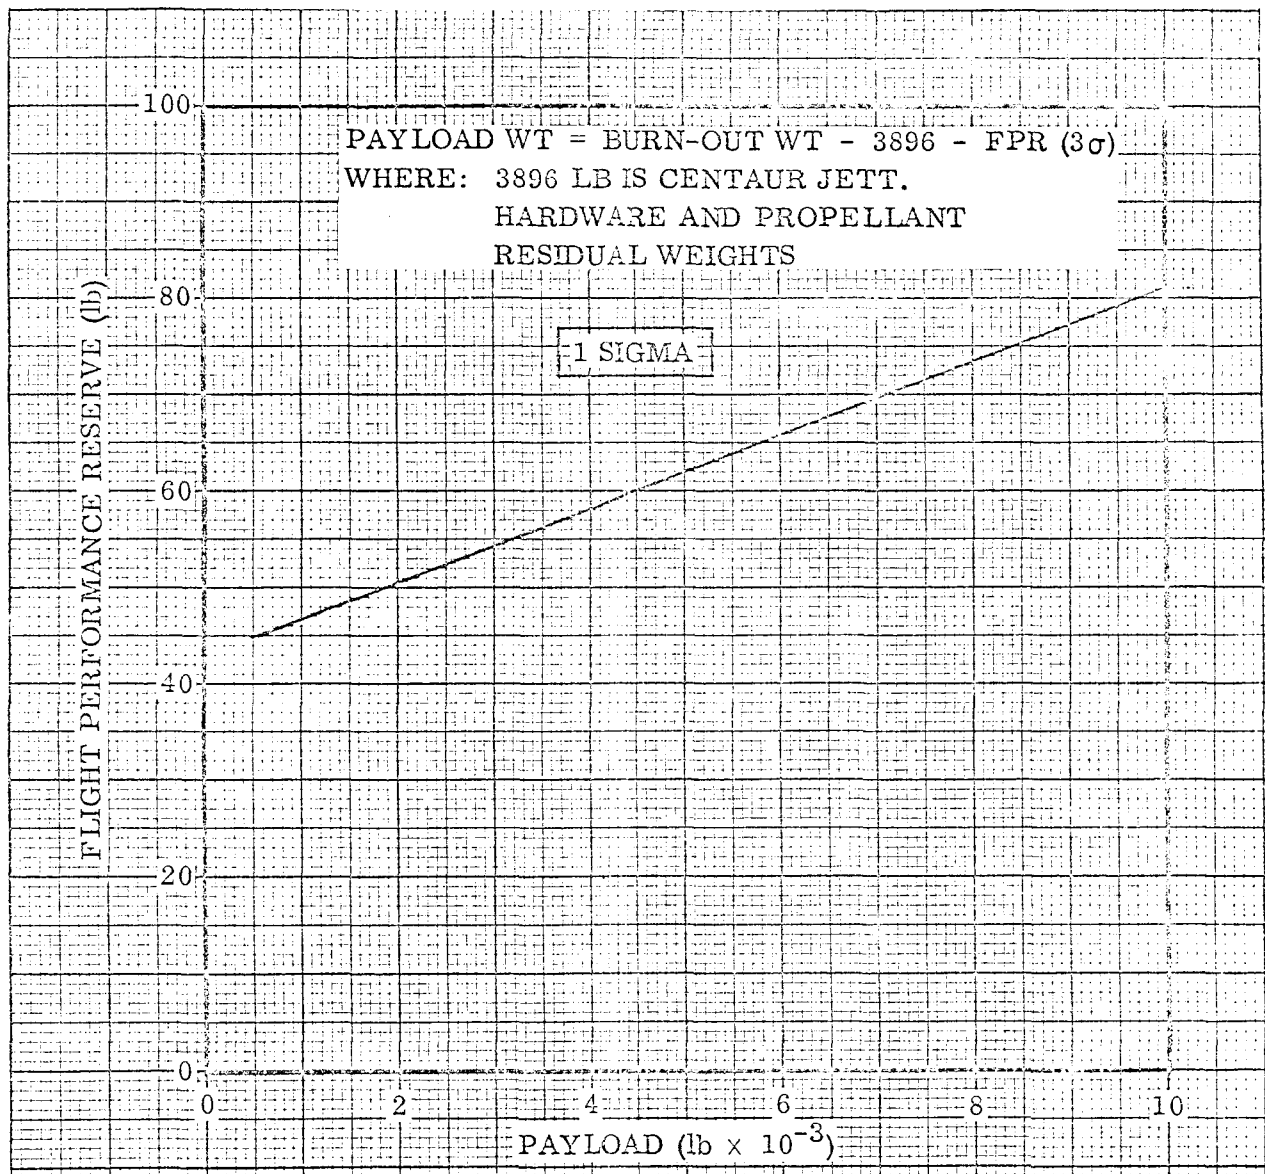 100
PAYLOAD WT = BURN-OUT WT - 3896 - FPR (3σ)
WHERE: 3896 LB IS CENTAUR JETT.
HARDWARE AND PROPELLANT
RESIDUAL WEIGHTS
80
1 SIGMA
60
40
20
0
FLIGHT PERFORMANCE RESERVE (lb)
0 2 4 6 8 10
PAYLOAD (lb × 10⁻³)